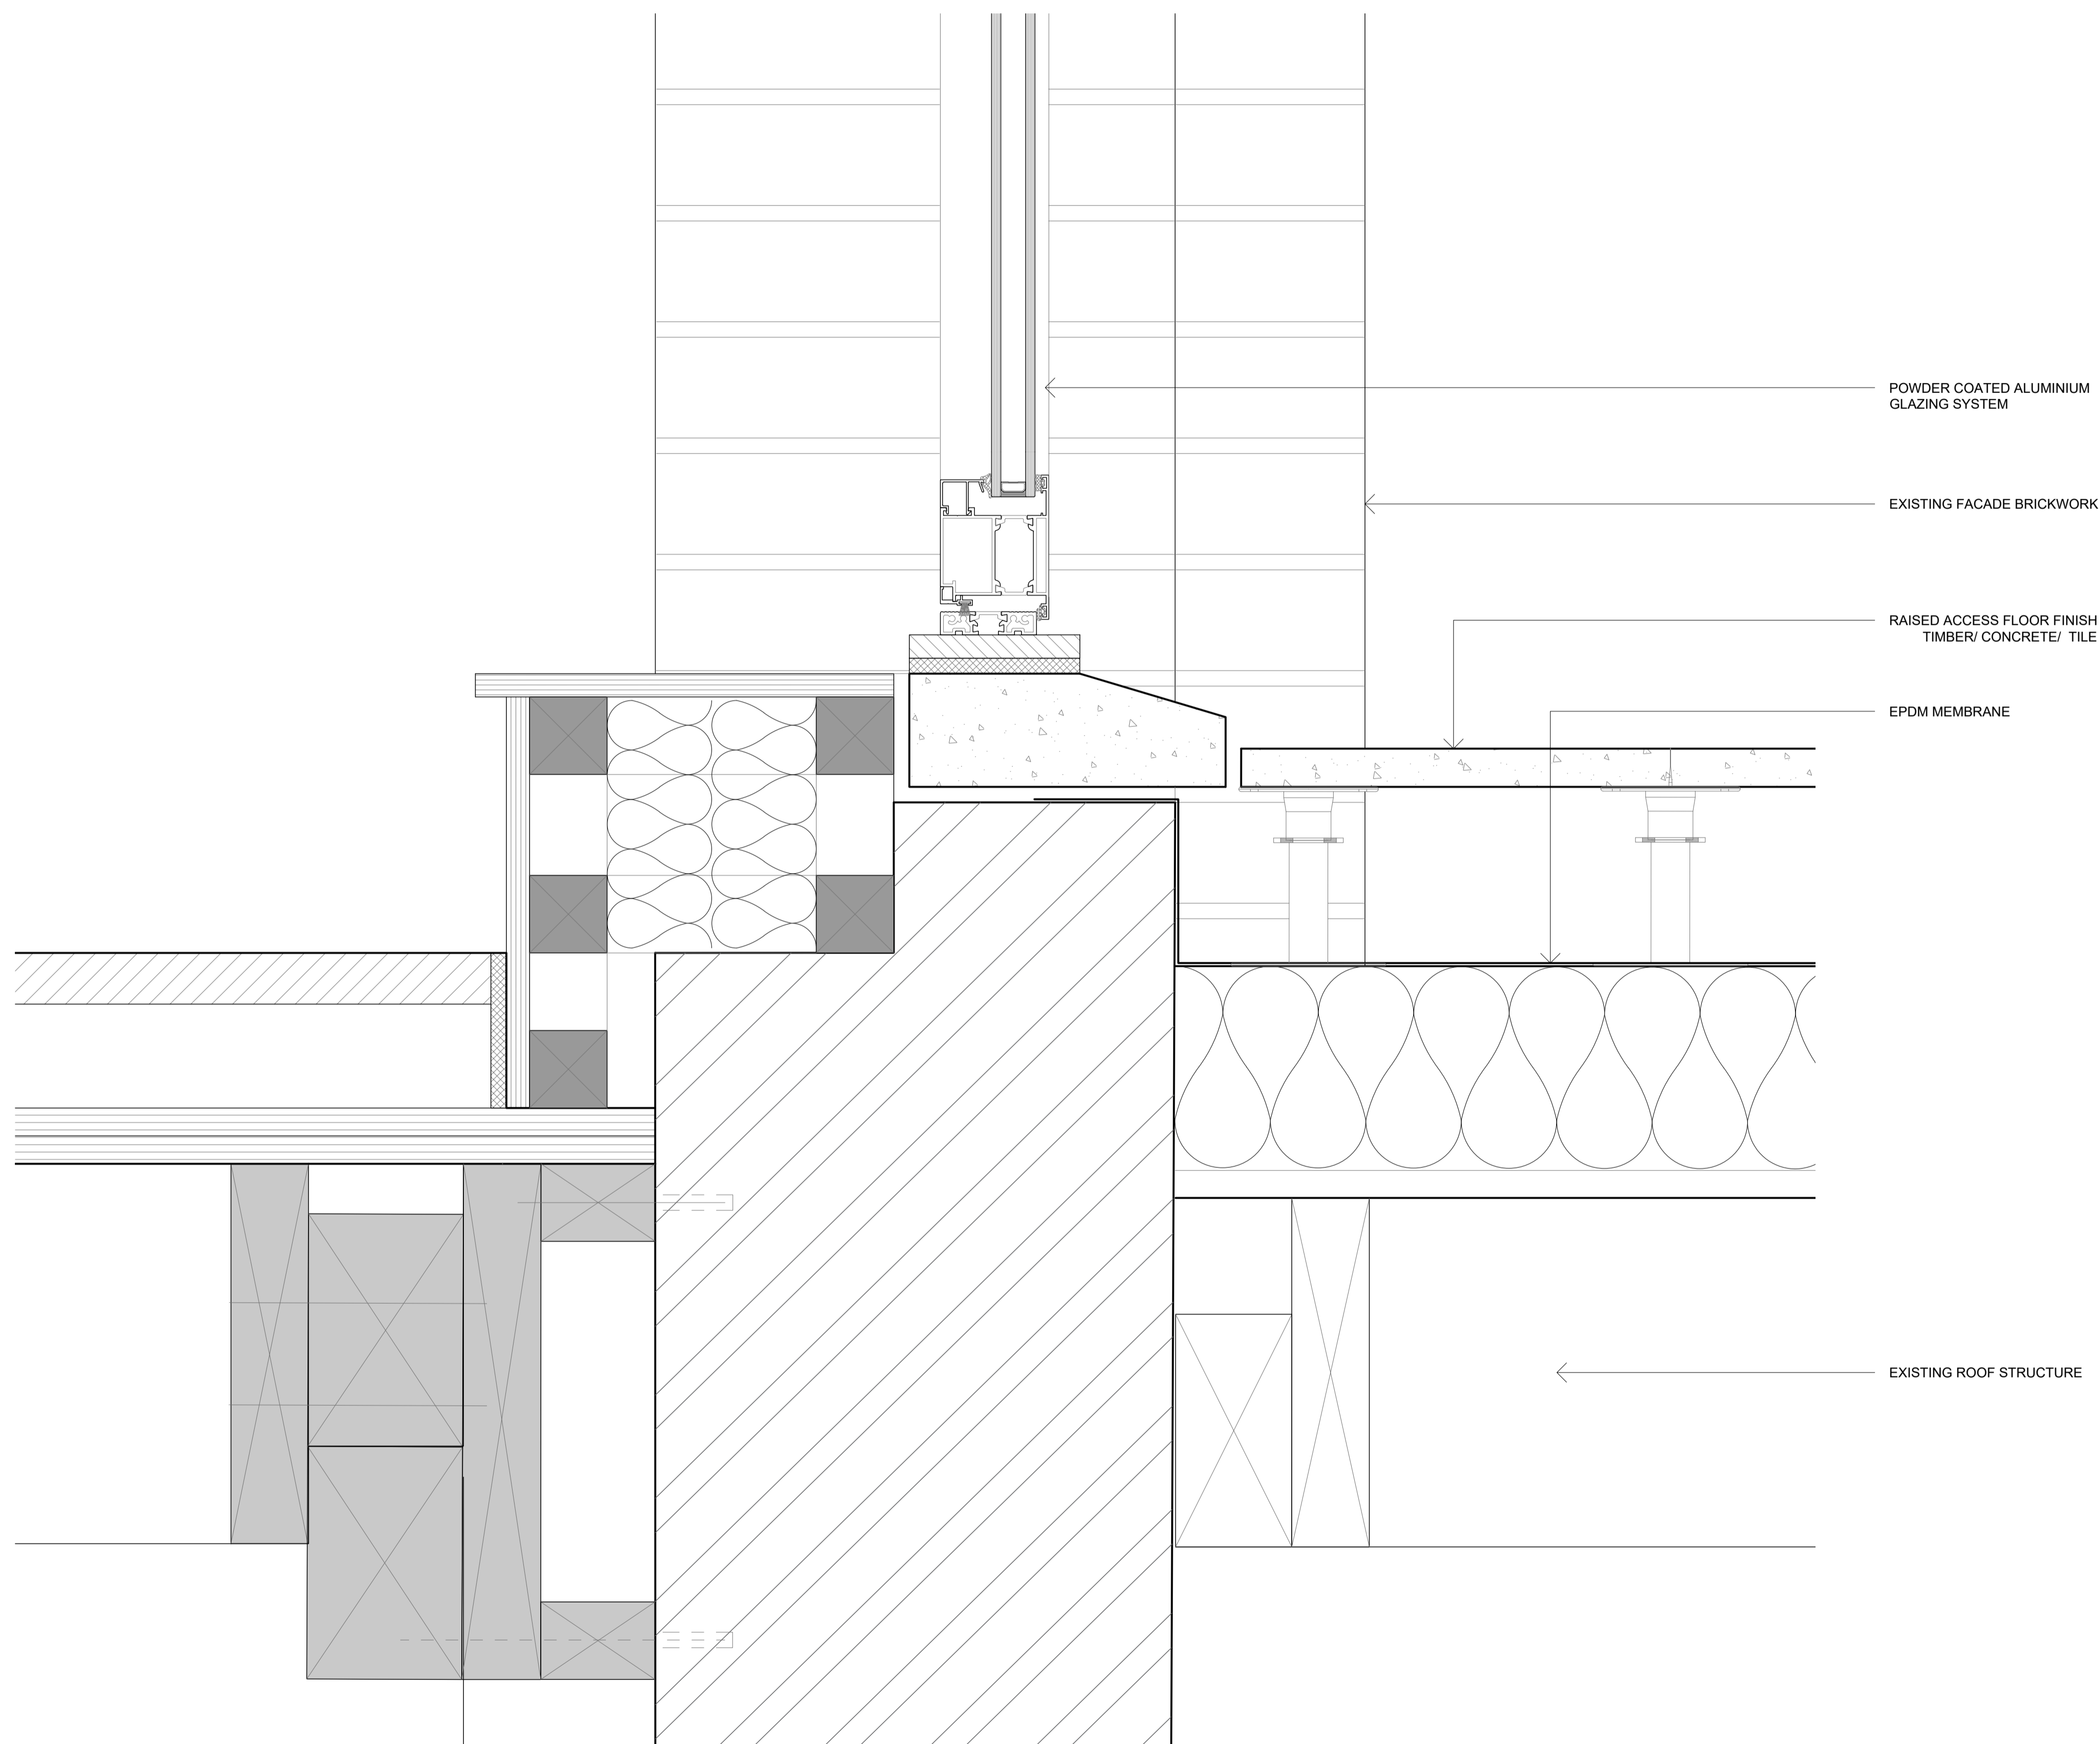 POWDER COATED ALUMINIUM
GLAZING SYSTEM
EXISTING FACADE BRICKWORK
RAISED ACCESS FLOOR FINISH
TIMBER/ CONCRETE/ TILE
EPDM MEMBRANE
EXISTING ROOF STRUCTURE